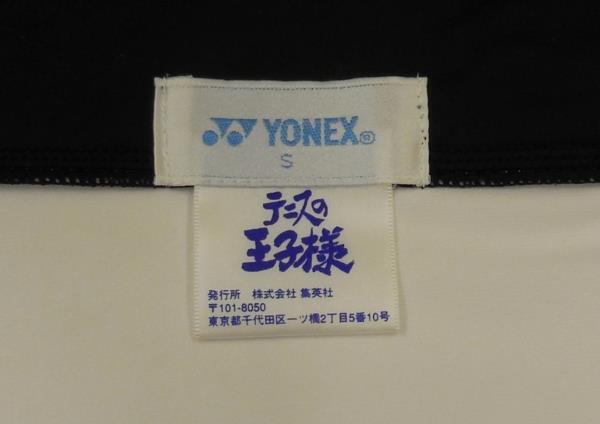 YONEX®
S
テニスの
王子様
発行所 株式会社 集英社
〒101-8050
東京都千代田区一ツ橋2丁目5番10号